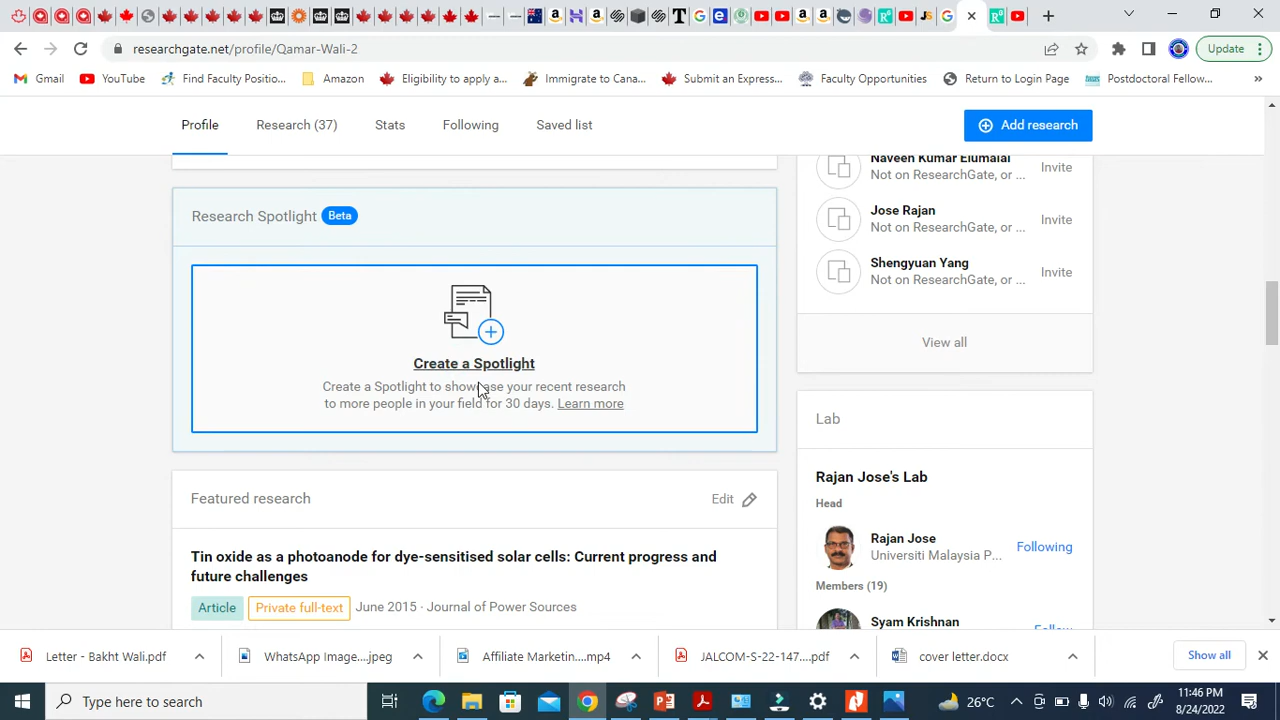 researchgate.net/profile/Qamar-Wali-2
Update
Gmail
YouTube
Find Faculty Positio...
Amazon
Eligibility to apply a...
Immigrate to Cana...
Submit an Express...
Faculty Opportunities
Return to Login Page
Postdoctoral Fellow...
»
Profile
Research (37)
Stats
Following
Saved list
Add research
Research Spotlight Beta
Create a Spotlight
Create a Spotlight to showcase your recent research
to more people in your field for 30 days. Learn more
Featured research
Edit
Tin oxide as a photoanode for dye-sensitised solar cells: Current progress and
future challenges
Article
Private full-text
June 2015 · Journal of Power Sources
Naveen Kumar Elumalai
Not on ResearchGate, or ...
Invite
Jose Rajan
Not on ResearchGate, or ...
Invite
Shengyuan Yang
Not on ResearchGate, or ...
Invite
View all
Lab
Rajan Jose's Lab
Head
Rajan Jose
Universiti Malaysia P...
Following
Members (19)
Syam Krishnan
Follow
Letter - Bakht Wali.pdf
WhatsApp Image....jpeg
Affiliate Marketin....mp4
JALCOM-S-22-147....pdf
cover letter.docx
Show all
Type here to search
26°C
11:46 PM
8/24/2022